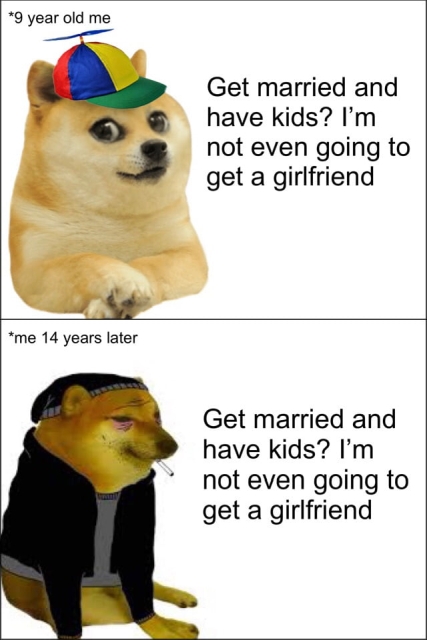 *9 year old me
Get married and
have kids? I’m
not even going to
get a girlfriend
*me 14 years later
Get married and
have kids? I’m
not even going to
get a girlfriend